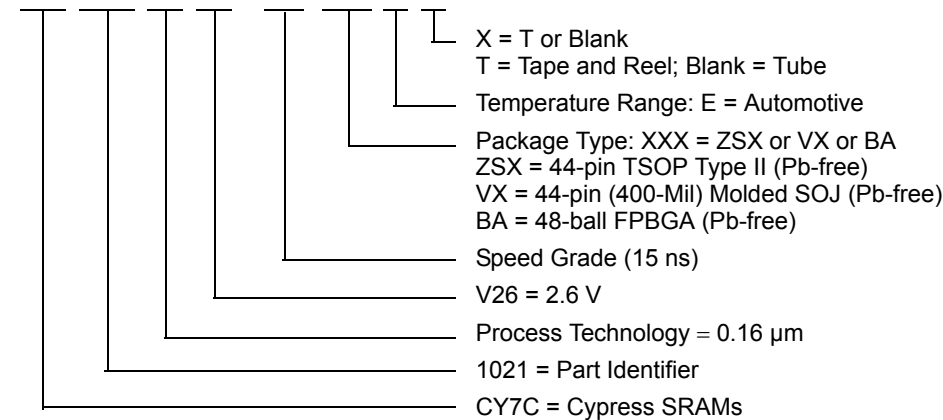 X = T or Blank
T = Tape and Reel; Blank = Tube
Temperature Range: E = Automotive
Package Type: XXX = ZSX or VX or BA
ZSX = 44-pin TSOP Type II (Pb-free)
VX = 44-pin (400-Mil) Molded SOJ (Pb-free)
BA = 48-ball FPBGA (Pb-free)
Speed Grade (15 ns)
V26 = 2.6 V
Process Technology = 0.16 µm
1021 = Part Identifier
CY7C = Cypress SRAMs